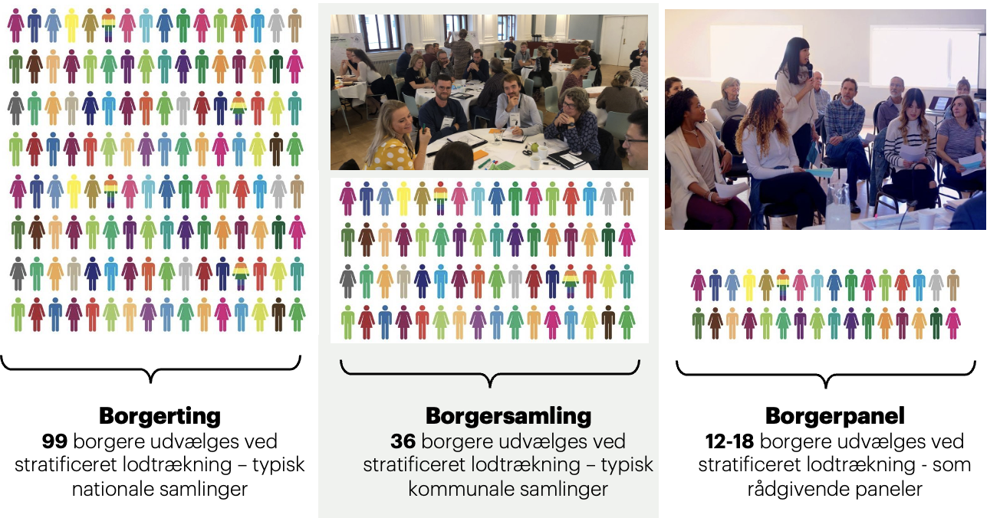 Borgerting
99 borgere udvælges ved
stratificeret lodtrækning – typisk
nationale samlinger
Borgersamling
36 borgere udvælges ved
stratificeret lodtrækning – typisk
kommunale samlinger
Borgerpanel
12-18 borgere udvælges ved
stratificeret lodtrækning - som
rådgivende paneler